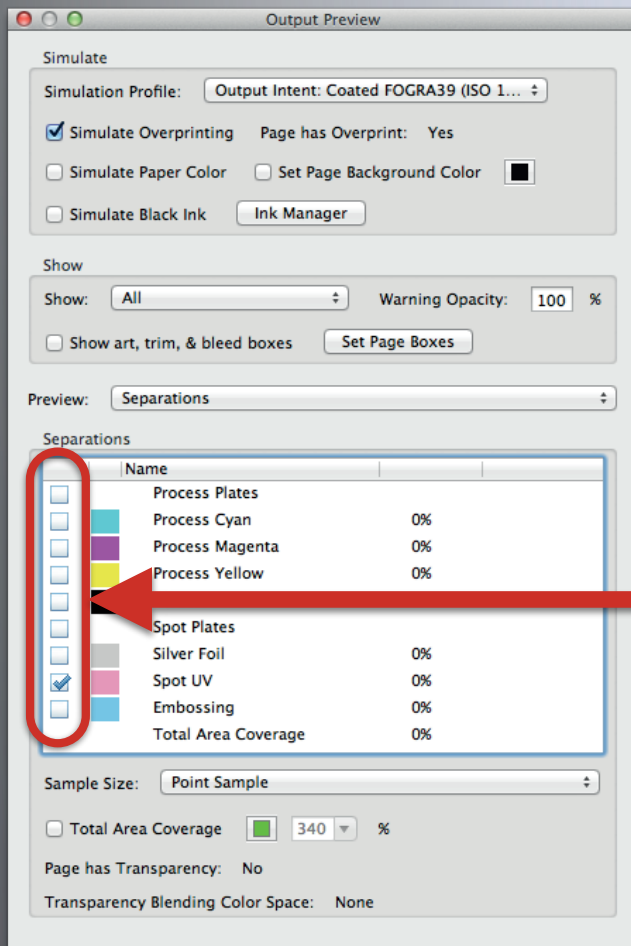 Output Preview
Simulate
Simulation Profile: Output Intent: Coated FOGRA39 (ISO 1...
Simulate Overprinting Page has Overprint: Yes
Simulate Paper Color Set Page Background Color
Simulate Black Ink Ink Manager
Show
Show: All Warning Opacity: 100 %
Show art, trim, & bleed boxes Set Page Boxes
Preview: Separations
Separations
Name
Process Plates
Process Cyan 0%
Process Magenta 0%
Process Yellow 0%
Spot Plates
Silver Foil 0%
Spot UV 0%
Embossing 0%
Total Area Coverage 0%
Sample Size: Point Sample
Total Area Coverage 340 %
Page has Transparency: No
Transparency Blending Color Space: None